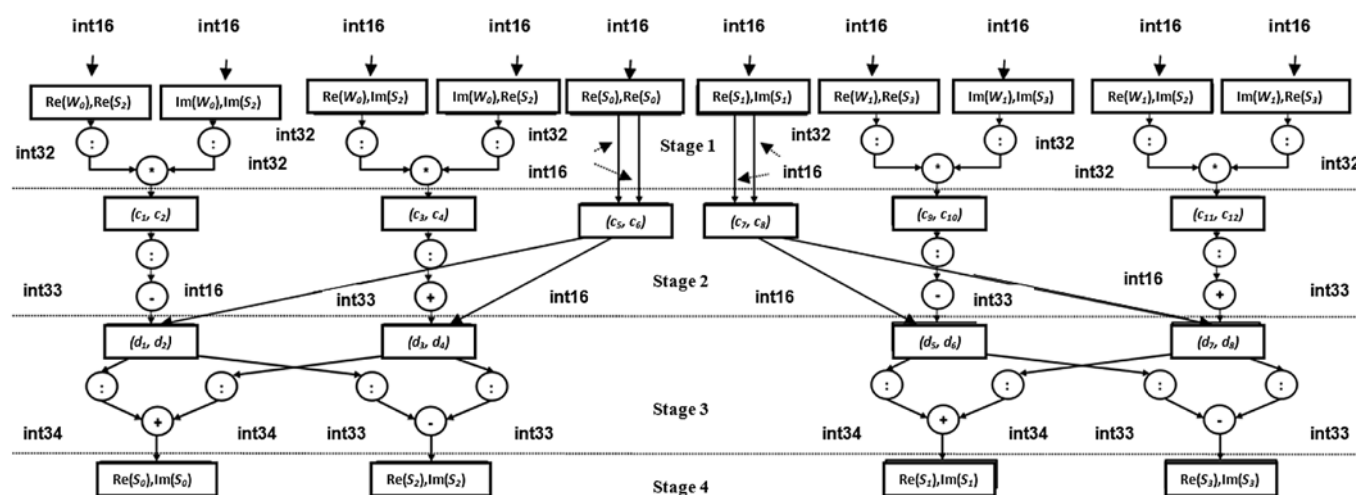 int16 int16 int16 int16 int16 int16 int16 int16 int16 int16
Re(W0),Re(S2) Im(W0),Im(S2) Re(W0),Im(S2) Im(W0),Re(S2) Re(S0),Re(S0) Re(S1),Im(S1) Re(W1),Re(S3) Im(W1),Im(S3) Re(W1),Im(S2) Im(W1),Re(S3)
: : : : : : : :
int32 int32 int32 int32
int32 int32 int32 int32
Stage 1
* * * *
int16 int16
(c1, c2) (c3, c4) (c5, c6) (c7, c8) (c9, c10) (c11, c12)
: : : :
int33 int16 int33 int16 Stage 2 int16 int33 int16 int33
- + - +
(d1, d2) (d3, d4) (d5, d6) (d7, d8)
: : : : : : : :
Stage 3
+ - + -
int34 int34 int33 int33 int34 int34 int33 int33
Re(S0),Im(S0) Re(S2),Im(S2) Re(S1),Im(S1) Re(S3),Im(S3)
Stage 4